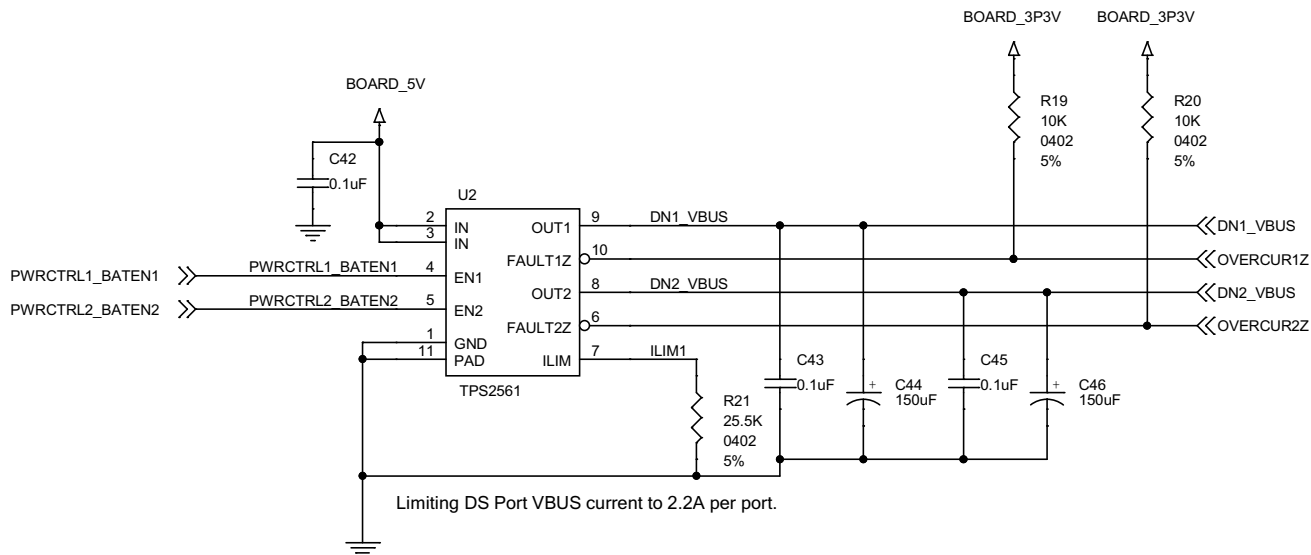 BOARD_3P3V
BOARD_3P3V
BOARD_5V
R19
10K
0402
5%
R20
10K
0402
5%
C42
0.1uF
U2
2
IN
3
IN
PWRCTRL1_BATEN1
PWRCTRL1_BATEN1
4
EN1
PWRCTRL2_BATEN2
PWRCTRL2_BATEN2
5
EN2
1
GND
11
PAD
OUT1
9
DN1_VBUS
DN1_VBUS
FAULT1Z
10
OVERCUR1Z
OUT2
8
DN2_VBUS
DN2_VBUS
FAULT2Z
6
OVERCUR2Z
ILIM
7
ILIM1
TPS2561
R21
25.5K
0402
5%
C43
0.1uF
+
C44
150uF
C45
0.1uF
+
C46
150uF
Limiting DS Port VBUS current to 2.2A per port.